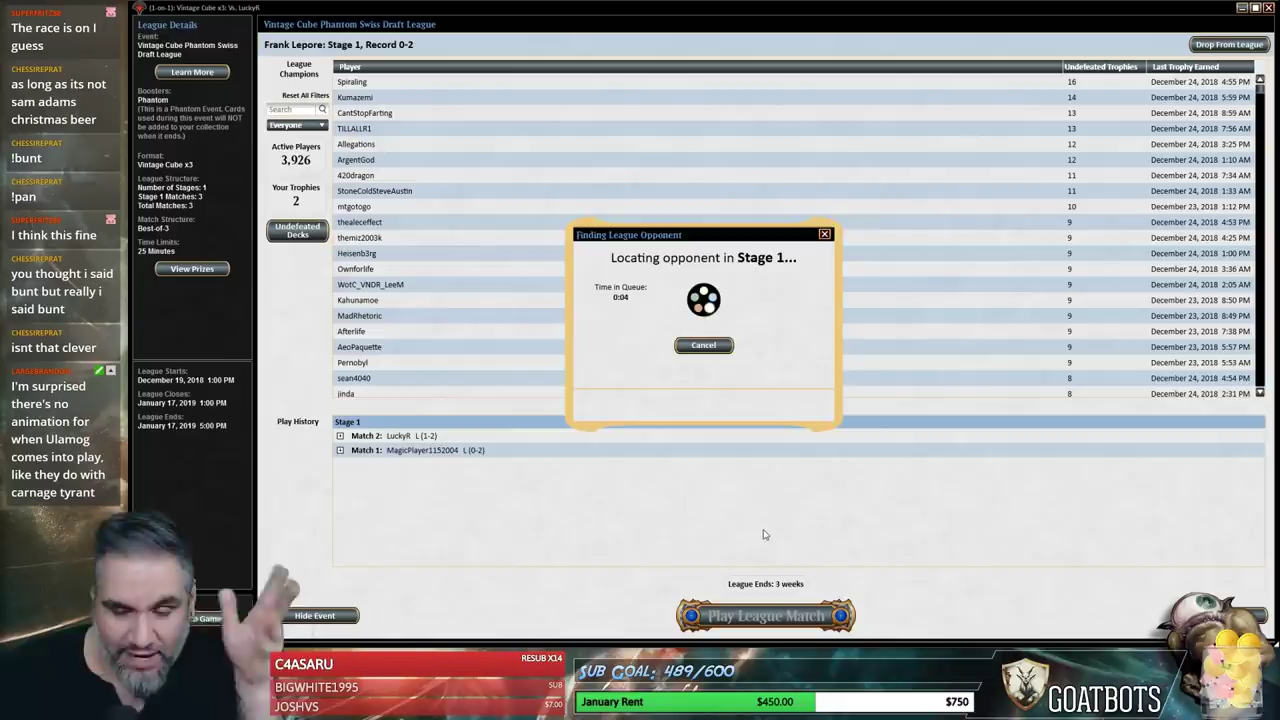 SUPERFRITZ86
The race is on I
guess
CHESSIREPRAT
as long as its not
sam adams
christmas beer
CHESSIREPRAT
!bunt
CHESSIREPRAT
!pan
SUPERFRITZ86
I think this fine
CHESSIREPRAT
you thought i said
bunt but really i
said bunt
CHESSIREPRAT
isnt that clever
LARGEBRANDON
I'm surprised
there's no
animation for
when Ulamog
comes into play,
like they do with
carnage tyrant
(1-on-1): Vintage Cube x3: Vs. LuckyR
League Details
Event:
Vintage Cube Phantom Swiss
Draft League
Learn More
Boosters:
Phantom
(This is a Phantom Event. Cards
used during this event will NOT
be added to your collection
when it ends.)
Format:
Vintage Cube x3
League Structure:
Number of Stages: 1
Stage 1 Matches: 3
Total Matches: 3
Match Structure:
Best-of-3
Time Limits:
25 Minutes
View Prizes
League Starts:
December 19, 2018 1:00 PM
League Closes:
January 17, 2019 1:00 PM
League Ends:
January 17, 2019 5:00 PM
Vintage Cube Phantom Swiss Draft League
Frank Lepore: Stage 1, Record 0-2
Drop From League
League
Champions
Reset All Filters
Search
Everyone
Active Players
3,926
Your Trophies
2
Undefeated
Decks
Player Undefeated Trophies Last Trophy Earned
Spiraling 16 December 24, 2018 4:55 PM
Kumazemi 14 December 24, 2018 5:59 PM
CantStopFarting 13 December 24, 2018 8:59 AM
TILLALLR1 13 December 24, 2018 7:56 AM
Allegations 12 December 24, 2018 3:25 PM
ArgentGod 12 December 24, 2018 1:10 AM
420dragon 11 December 24, 2018 7:34 AM
StoneColdSteveAustin 11 December 24, 2018 1:33 AM
mtgotogo 10 December 23, 2018 1:12 PM
thealeceffect 9 December 24, 2018 4:53 PM
themiz2003k 9 December 24, 2018 4:25 PM
Heisenb3rg 9 December 24, 2018 1:00 PM
Ownforlife 9 December 24, 2018 3:36 AM
WotC_VNDR_LeeM 9 December 24, 2018 2:05 AM
Kahunamoe 9 December 23, 2018 8:50 PM
MadRhetoric 9 December 23, 2018 8:49 PM
Afterlife 9 December 23, 2018 7:38 PM
AeoPaquette 9 December 23, 2018 5:57 PM
Pernobyl 9 December 23, 2018 5:53 AM
sean4040 8 December 24, 2018 4:54 PM
jinda 8 December 24, 2018 2:31 PM
Finding League Opponent
Locating opponent in Stage 1...
Time in Queue:
0:04
Cancel
Play History
Stage 1
Match 2: LuckyR L (1-2)
Match 1: MagicPlayer1152004 L (0-2)
League Ends: 3 weeks
Hide Event
Play League Match
C4ASARU RESUB X14
BIGWHITE1995 SUB
JOSHVS $7.00
SUB GOAL: 489/600
January Rent $450.00 $750
GOATBOTS